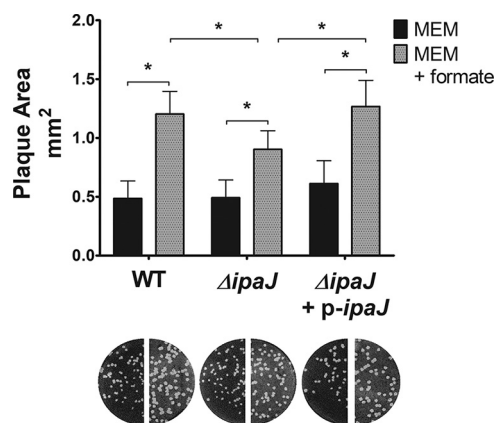 MEM
MEM
+ formate
Plaque Area
mm²
2.0
1.5
1.0
0.5
0.0
*
*
*
*
*
WT
ΔipaJ
ΔipaJ
+ p-ipaJ